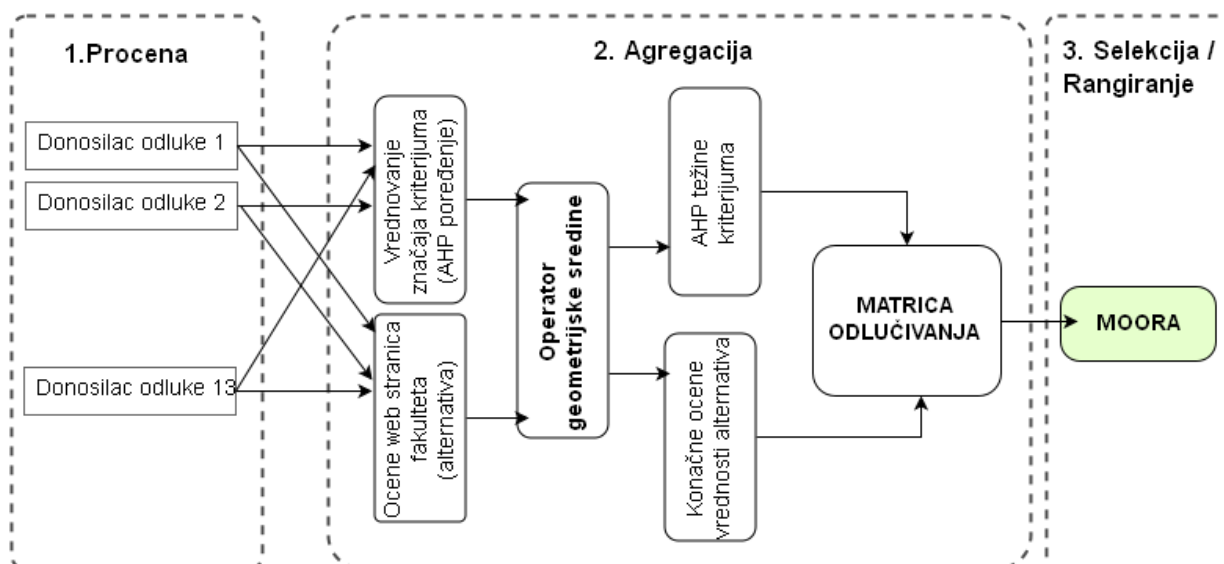 1.Procena
Donosilac odluke 1
Donosilac odluke 2
Donosilac odluke 13
2. Agregacija
Vrednovanje
značaja kriterijuma
(AHP poređenje)
Ocene web stranica
fakulteta
(alternativa)
Operator
geometrijske sredine
AHP težine
kriterijuma
Konačne ocene
vrednosti alternativa
MATRICA
ODLUČIVANJA
3. Selekcija /
Rangiranje
MOORA